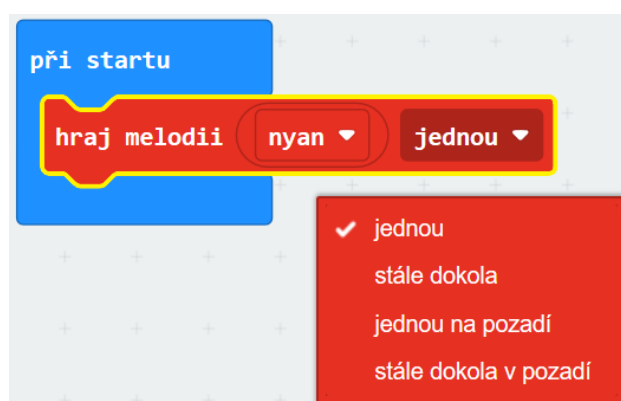 při startu
hraj melodii nyan jednou
jednou
stále dokola
jednou na pozadí
stále dokola v pozadí